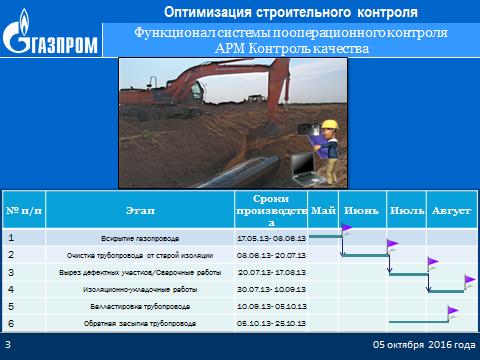 Оптимизация строительного контроля
ГАЗПРОМ
Функционал системы пооперационного контроля
АРМ Контроль качества
№ п/п Этап Сроки производства Май Июнь Июль Август
1 Вскрытие газопровода 17.05.13- 08.06.13
2 Очистка трубопровода от старой изоляции 08.06.13- 20.07.13
3 Вырез дефектных участков/Сварочные работы 20.07.13- 17.08.13
4 Изоляционно-укладочные работы 30.07.13- 10.09.13
5 Балластировка трубопровода 10.09.13- 05.10.13
6 Обратная засыпка трубопровода 05.10.13- 25.10.13
3 05 октября 2016 года